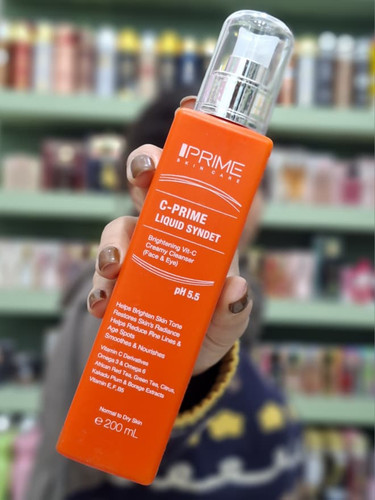 PRIME
SKIN CARE
C-PRIME
LIQUID SYNDET
Brightening Vit-C
Creamy Cleanser
(Face & Eye)
pH 5.5
Helps Brighten Skin Tone
Restores Skin's Radiance
Helps Reduce Fine Lines &
Age Spots
Smoothes & Nourishes
Vitamin C Derivatives
Omega 3 & Omega 6
African Red Tea, Green Tea, Citrus,
Kakadu Plum & Borage Extracts
Vitamin E, F, B5
Normal to Dry Skin
℮ 200 mL